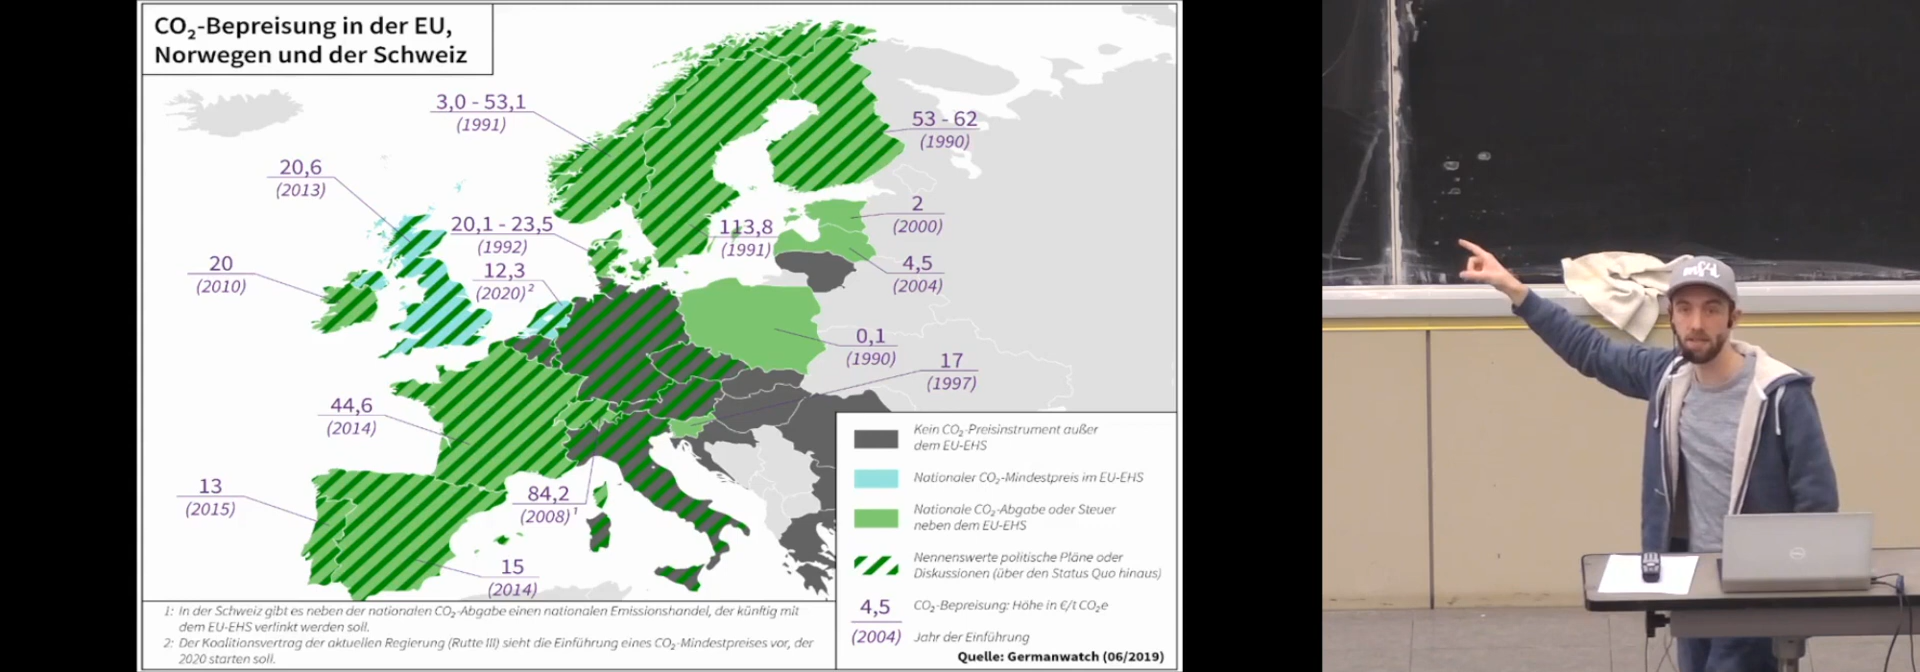 CO₂-Bepreisung in der EU,
Norwegen und der Schweiz
3,0 - 53,1
(1991)
53 - 62
(1990)
20,6
(2013)
2
(2000)
20,1 - 23,5
(1992)
113,8
(1991)
20
(2010)
12,3
(2020)²
4,5
(2004)
0,1
(1990)
17
(1997)
44,6
(2014)
13
(2015)
84,2
(2008)¹
15
(2014)
Kein CO₂-Preisinstrument außer
dem EU-EHS
Nationaler CO₂-Mindestpreis im EU-EHS
Nationale CO₂-Abgabe oder Steuer
neben dem EU-EHS
Nennenswerte politische Pläne oder
Diskussionen (über den Status Quo hinaus)
4,5 CO₂-Bepreisung: Höhe in €/t CO₂e
(2004) Jahr der Einführung
Quelle: Germanwatch (06/2019)
1: In der Schweiz gibt es neben der nationalen CO₂-Abgabe einen nationalen Emissionshandel, der künftig mit
dem EU-EHS verlinkt werden soll.
2: Der Koalitionsvertrag der aktuellen Regierung (Rutte III) sieht die Einführung eines CO₂-Mindestpreises vor, der
2020 starten soll.
DELL